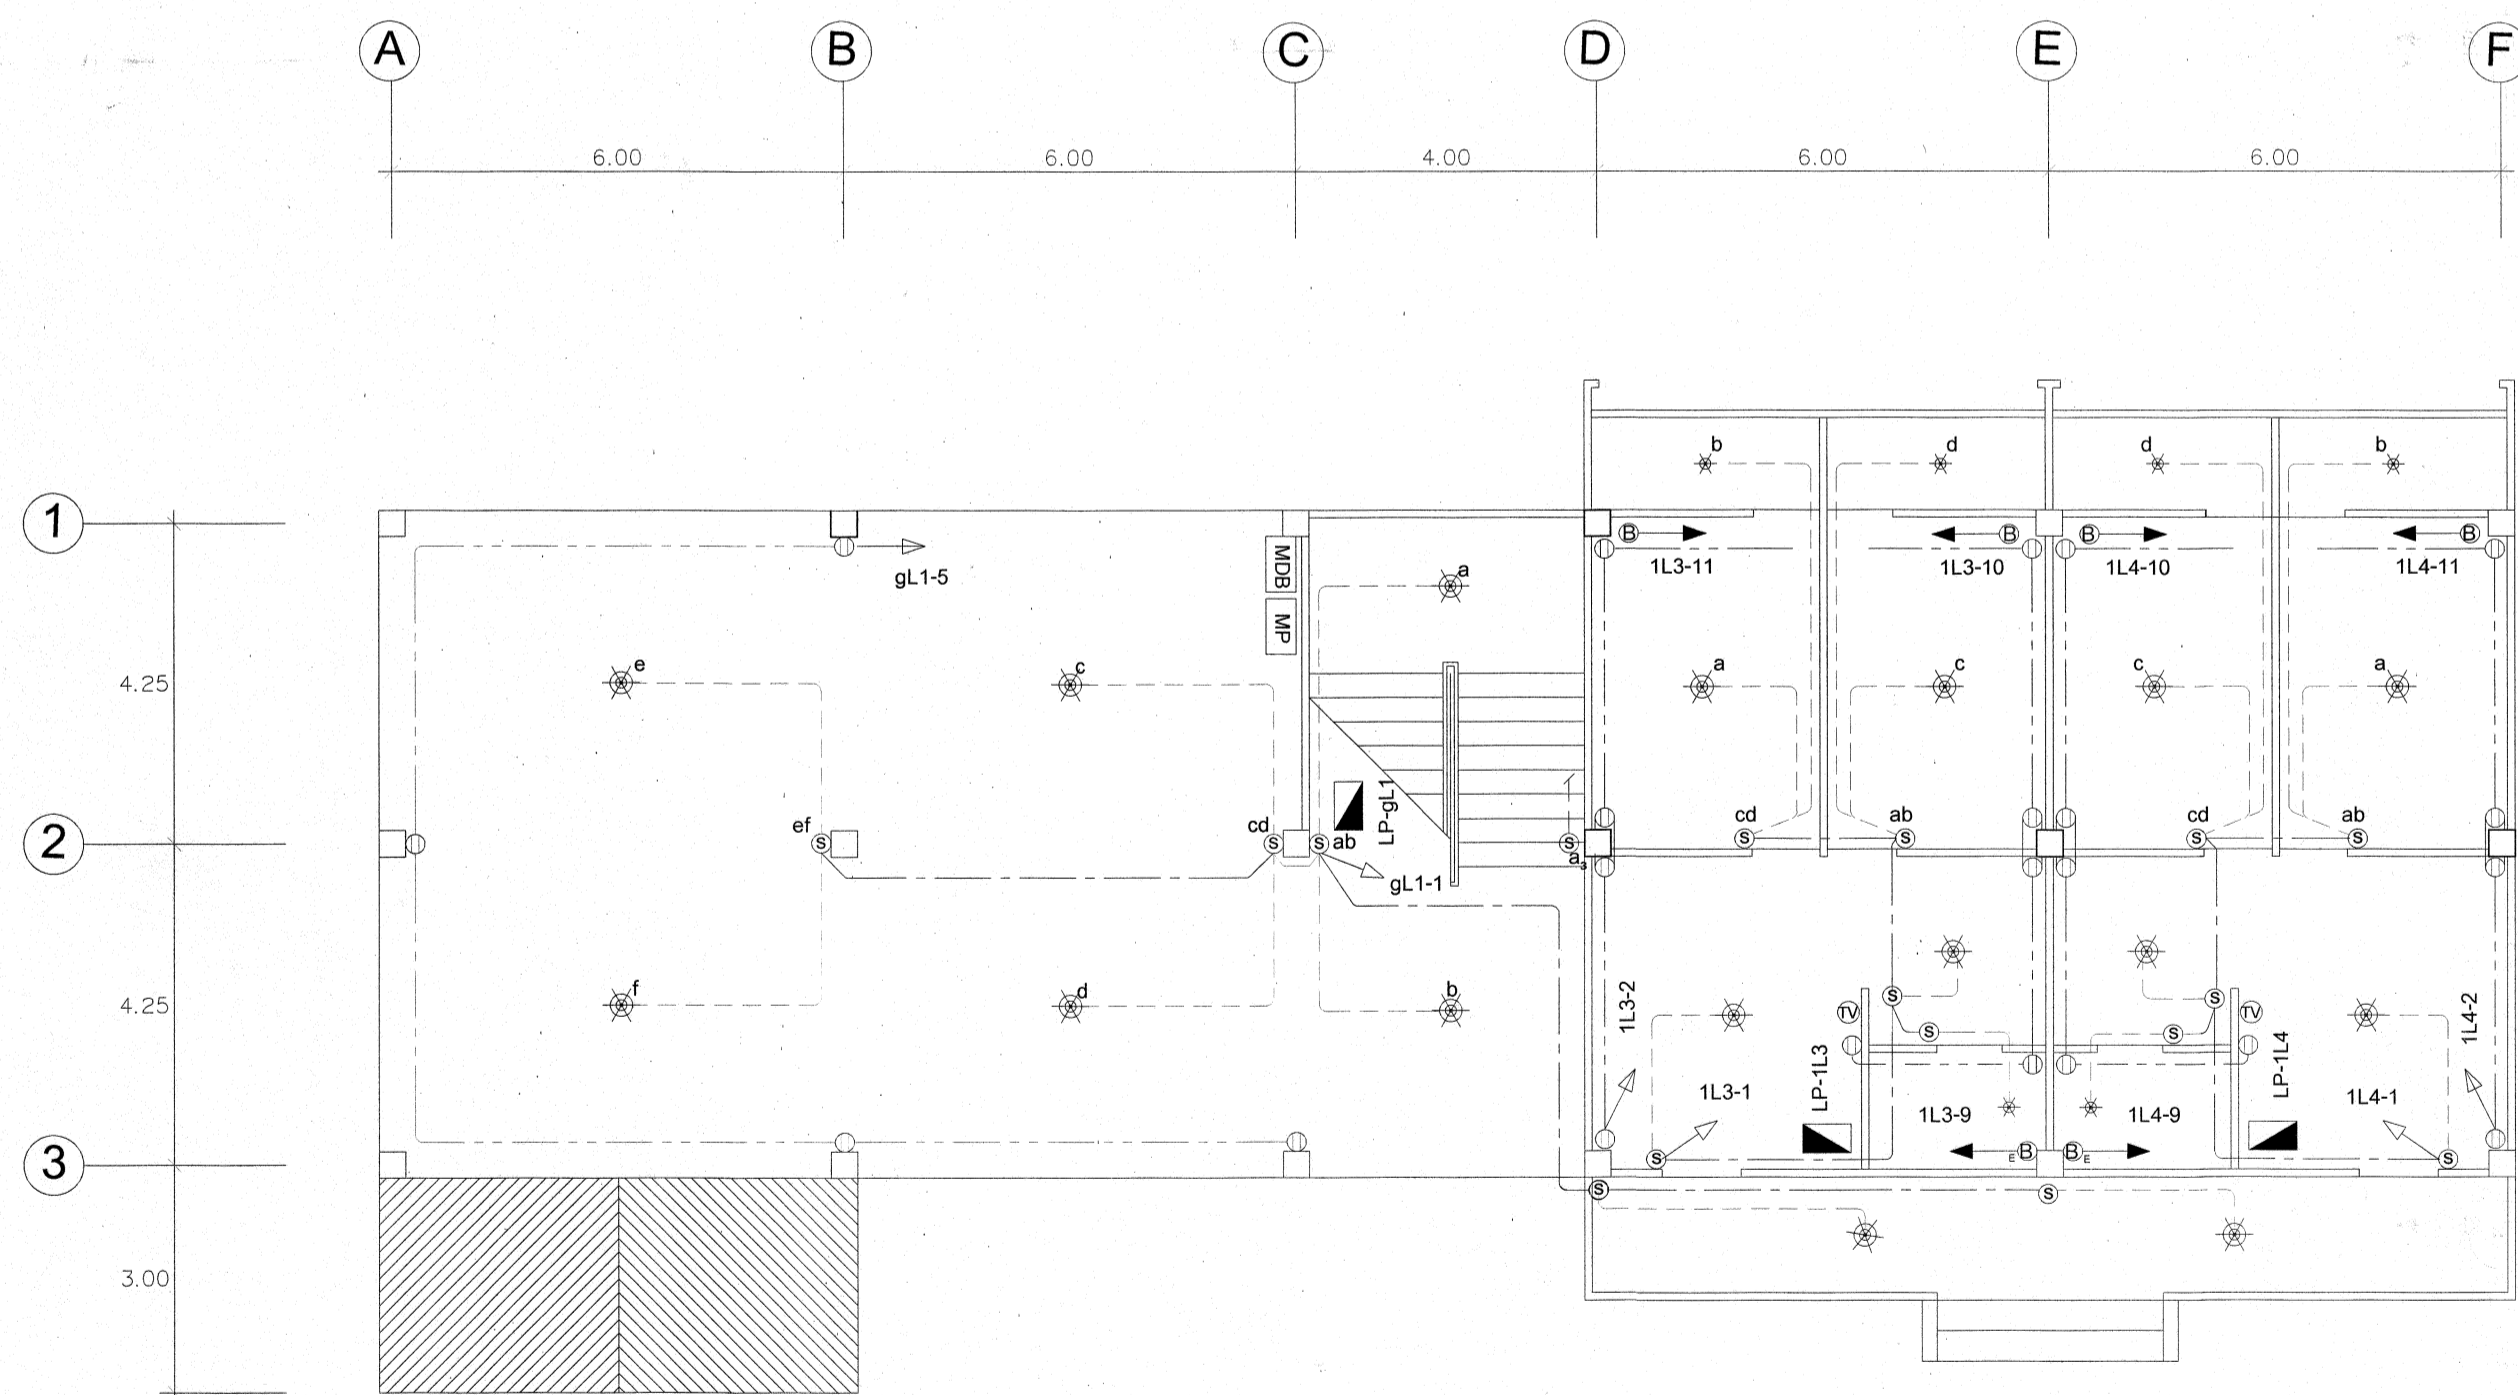 A B C D E F
6.00 6.00 4.00 6.00 6.00
b d d b
1
B B B B
gL1-5
1L3-11 1L3-10 1L4-10 1L4-11
MDB
MP
a
e c a c c a
4.25
LP-gL1
2
ef S cd S S ab S a3 cd S ab S cd S ab S
gL1-1
f d b
4.25
1L3-2 S TV S S S TV 1L4-2
LP-1L3 LP-1L4
1L3-1 1L3-9 1L4-9 1L4-1
3
S E B B E S
S S
3.00